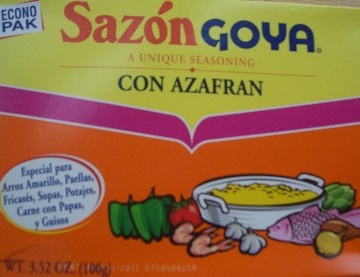 ECONO
PAK
Sazón GOYA®
A UNIQUE SEASONING
CON AZAFRAN
Especial para
Arroz Amarillo, Paellas,
Fricasés, Sopas, Potajes,
Carne con Papas,
y Guisos
WT. 3.52 OZ. (100g)